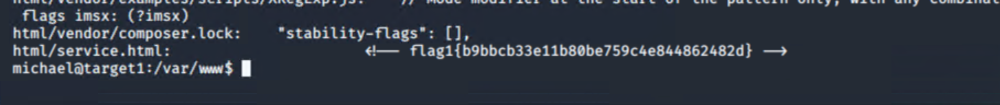 html/vendor/examples/scripts/XRegExp.js:    // Mode modifier at the start of the pattern only, with any combinat
 flags imsx: (?imsx)
html/vendor/composer.lock:    "stability-flags": [],
html/service.html:                      <!-- flag1{b9bbcb33e11b80be759c4e844862482d} -->
michael@target1:/var/www$